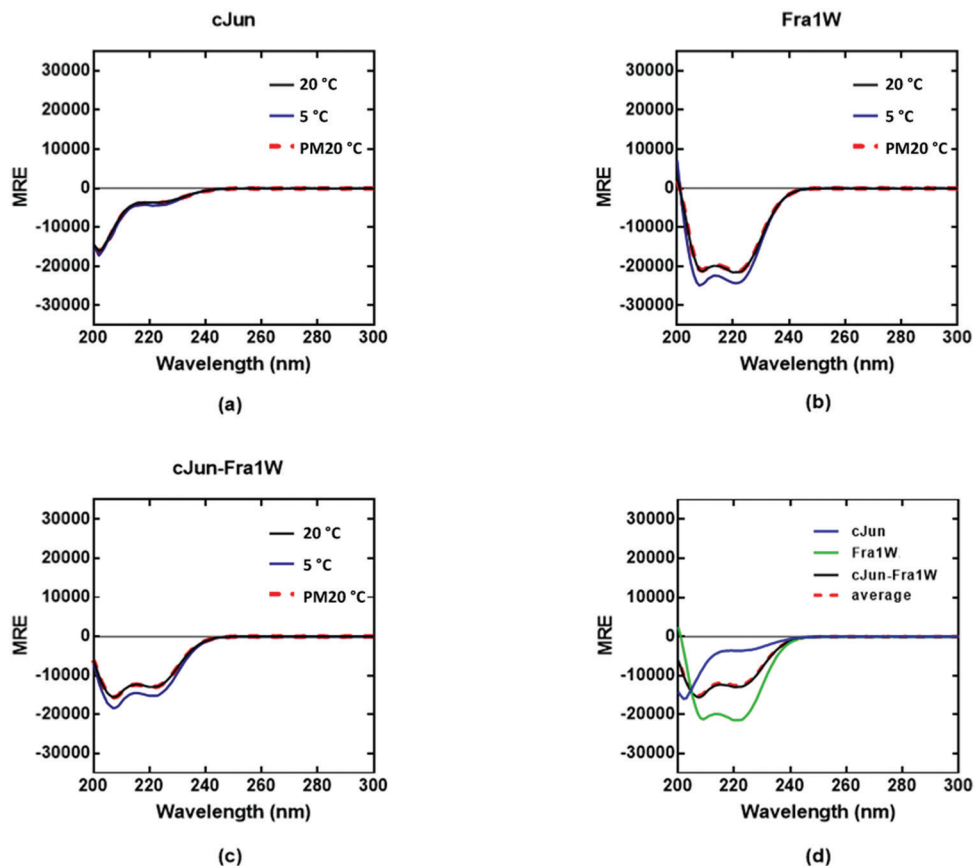 cJun
30000
20000
10000
0
-10000
-20000
-30000
MRE
20 °C
5 °C
PM20 °C
200 220 240 260 280 300
Wavelength (nm)
(a)
Fra1W
30000
20000
10000
0
-10000
-20000
-30000
MRE
20 °C
5 °C
PM20 °C
200 220 240 260 280 300
Wavelength (nm)
(b)
cJun-Fra1W
30000
20000
10000
0
-10000
-20000
-30000
MRE
20 °C
5 °C
PM20 °C
200 220 240 260 280 300
Wavelength (nm)
(c)
30000
20000
10000
0
-10000
-20000
-30000
MRE
cJun
Fra1W
cJun-Fra1W
average
200 220 240 260 280 300
Wavelength (nm)
(d)